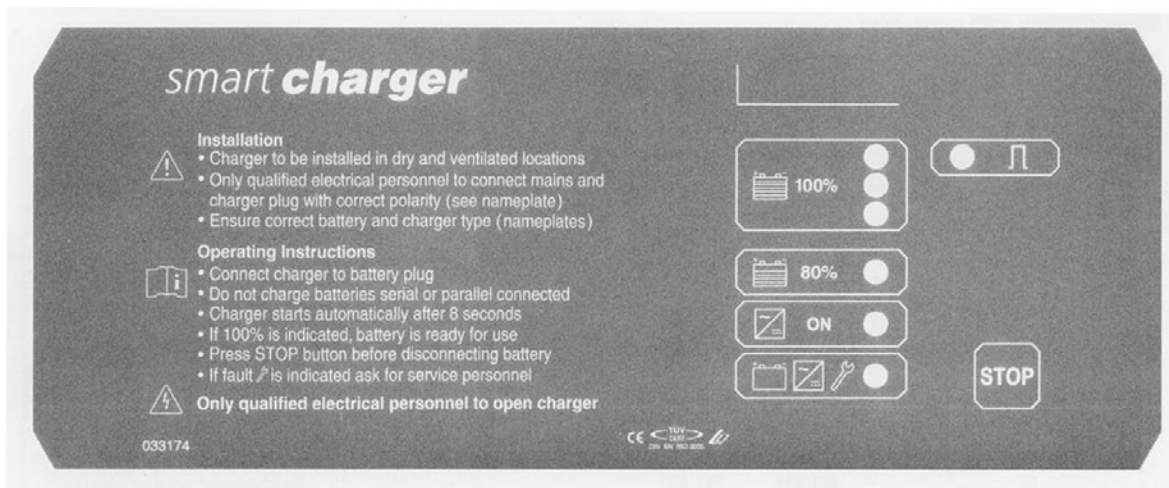 smart charger
Installation
• Charger to be installed in dry and ventilated locations
• Only qualified electrical personnel to connect mains and
charger plug with correct polarity (see nameplate)
• Ensure correct battery and charger type (nameplates)
Operating Instructions
• Connect charger to battery plug
• Do not charge batteries serial or parallel connected
• Charger starts automatically after 8 seconds
• If 100% is indicated, battery is ready for use
• Press STOP button before disconnecting battery
• If fault is indicated ask for service personnel
Only qualified electrical personnel to open charger
033174
100%
80%
ON
STOP
CE
TÜV
CERT